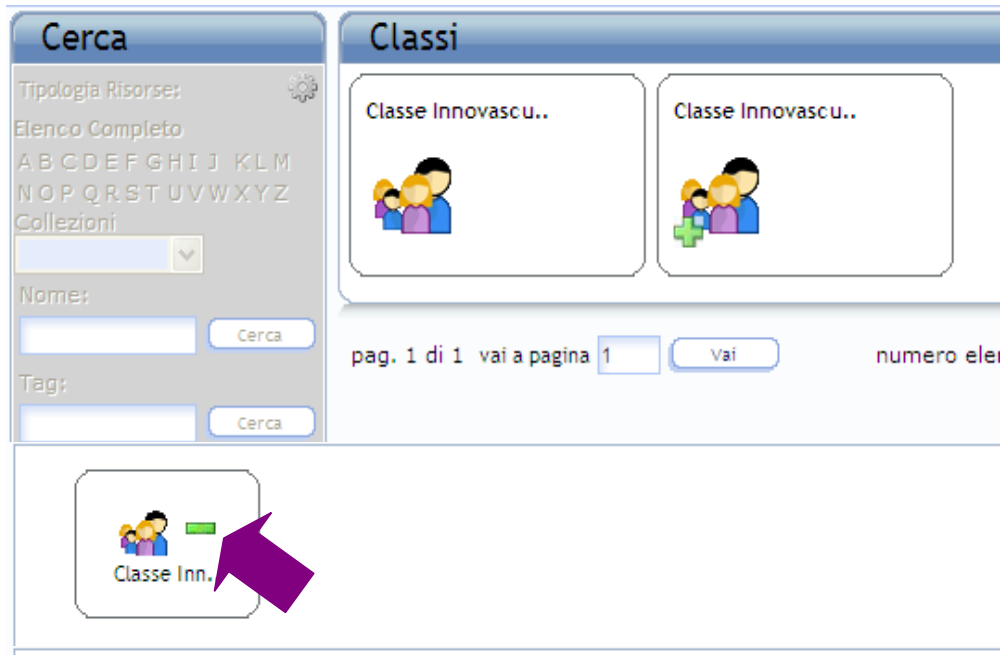 Cerca
Tipologia Risorse:
Elenco Completo
A B C D E F G H I J K L M
N O P Q R S T U V W X Y Z
Collezioni
Nome:
Cerca
Tag:
Cerca
Classi
Classe Innovascu..
Classe Innovascu..
pag. 1 di 1 vai a pagina 1 Vai numero ele
Classe Inn.